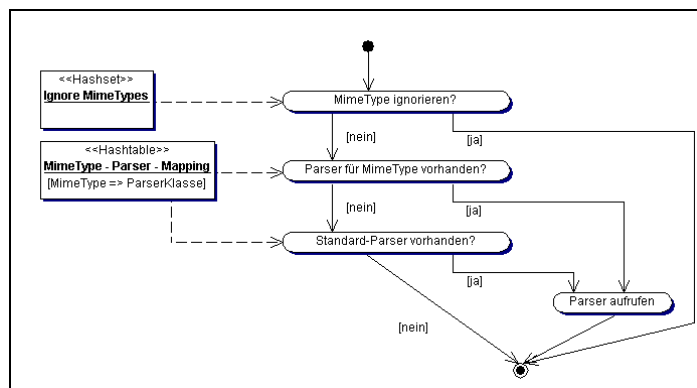 <<Hashset>>
Ignore MimeTypes
MimeType ignorieren?
[nein]
[ja]
<<Hashtable>>
MimeType - Parser - Mapping
[MimeType => ParserKlasse]
Parser für MimeType vorhanden?
[nein]
[ja]
Standard-Parser vorhanden?
[ja]
Parser aufrufen
[nein]